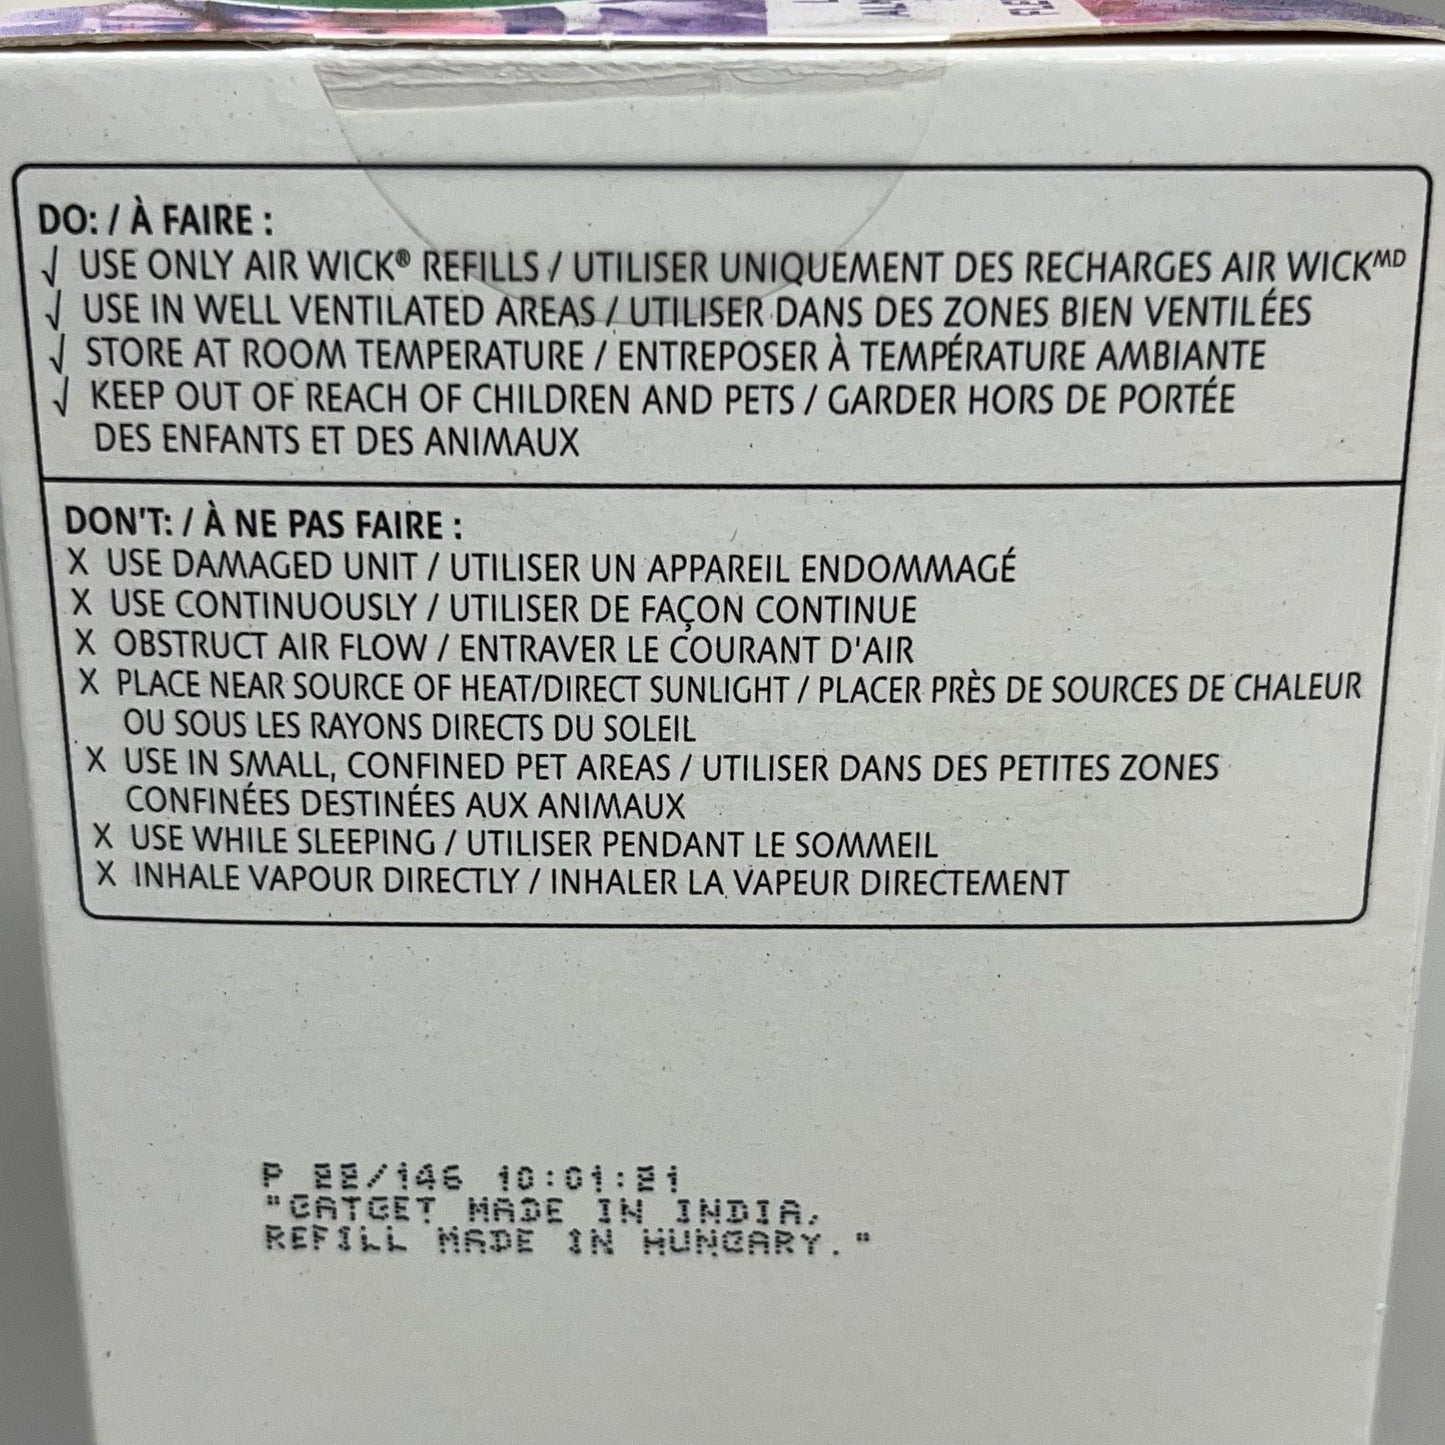 DO: / À FAIRE :
√ USE ONLY AIR WICK® REFILLS / UTILISER UNIQUEMENT DES RECHARGES AIR WICKMD
√ USE IN WELL VENTILATED AREAS / UTILISER DANS DES ZONES BIEN VENTILÉES
√ STORE AT ROOM TEMPERATURE / ENTREPOSER À TEMPÉRATURE AMBIANTE
√ KEEP OUT OF REACH OF CHILDREN AND PETS / GARDER HORS DE PORTÉE
DES ENFANTS ET DES ANIMAUX
DON'T: / À NE PAS FAIRE :
X USE DAMAGED UNIT / UTILISER UN APPAREIL ENDOMMAGÉ
X USE CONTINUOUSLY / UTILISER DE FAÇON CONTINUE
X OBSTRUCT AIR FLOW / ENTRAVER LE COURANT D'AIR
X PLACE NEAR SOURCE OF HEAT/DIRECT SUNLIGHT / PLACER PRÈS DE SOURCES DE CHALEUR
OU SOUS LES RAYONS DIRECTS DU SOLEIL
X USE IN SMALL, CONFINED PET AREAS / UTILISER DANS DES PETITES ZONES
CONFINÉES DESTINÉES AUX ANIMAUX
X USE WHILE SLEEPING / UTILISER PENDANT LE SOMMEIL
X INHALE VAPOUR DIRECTLY / INHALER LA VAPEUR DIRECTEMENT
P 22/146 10:01:21
"GATGET MADE IN INDIA,
REFILL MADE IN HUNGARY."